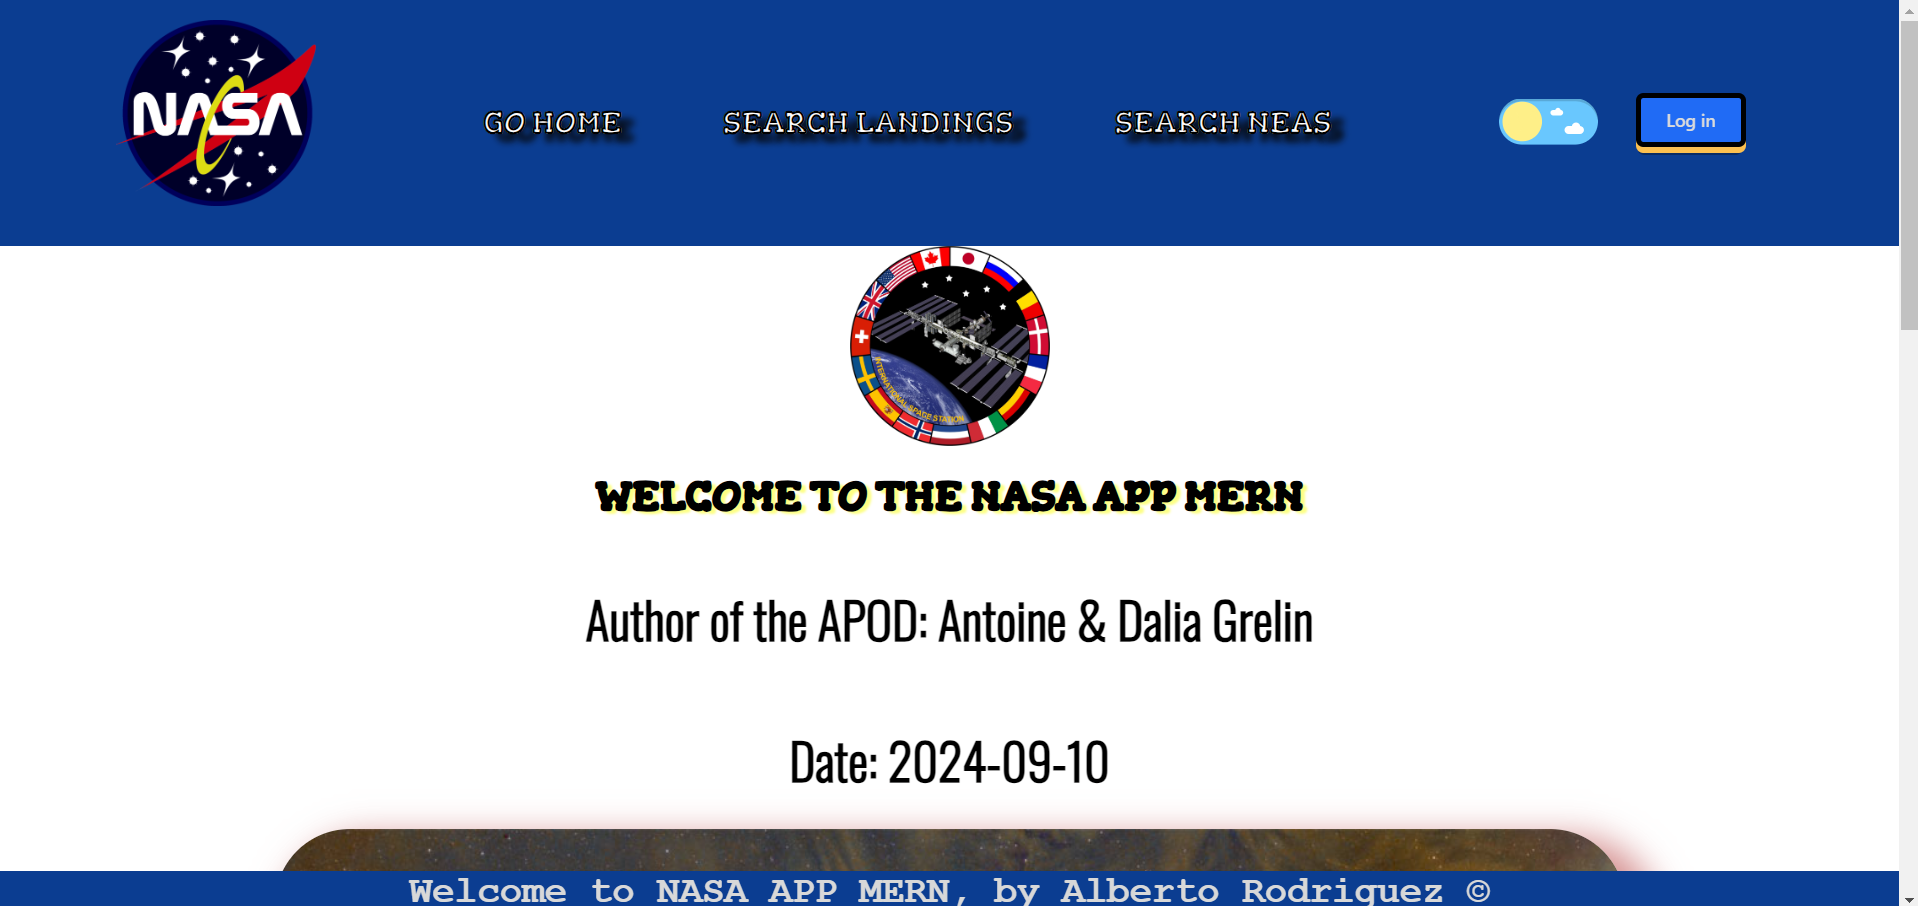 NASA
GO HOME
SEARCH LANDINGS
SEARCH NEAS
Log in
INTERNATIONAL SPACE STATION
WELCOME TO THE NASA APP MERN
Author of the APOD: Antoine & Dalia Grelin
Date: 2024-09-10
Welcome to NASA APP MERN, by Alberto Rodriguez ©